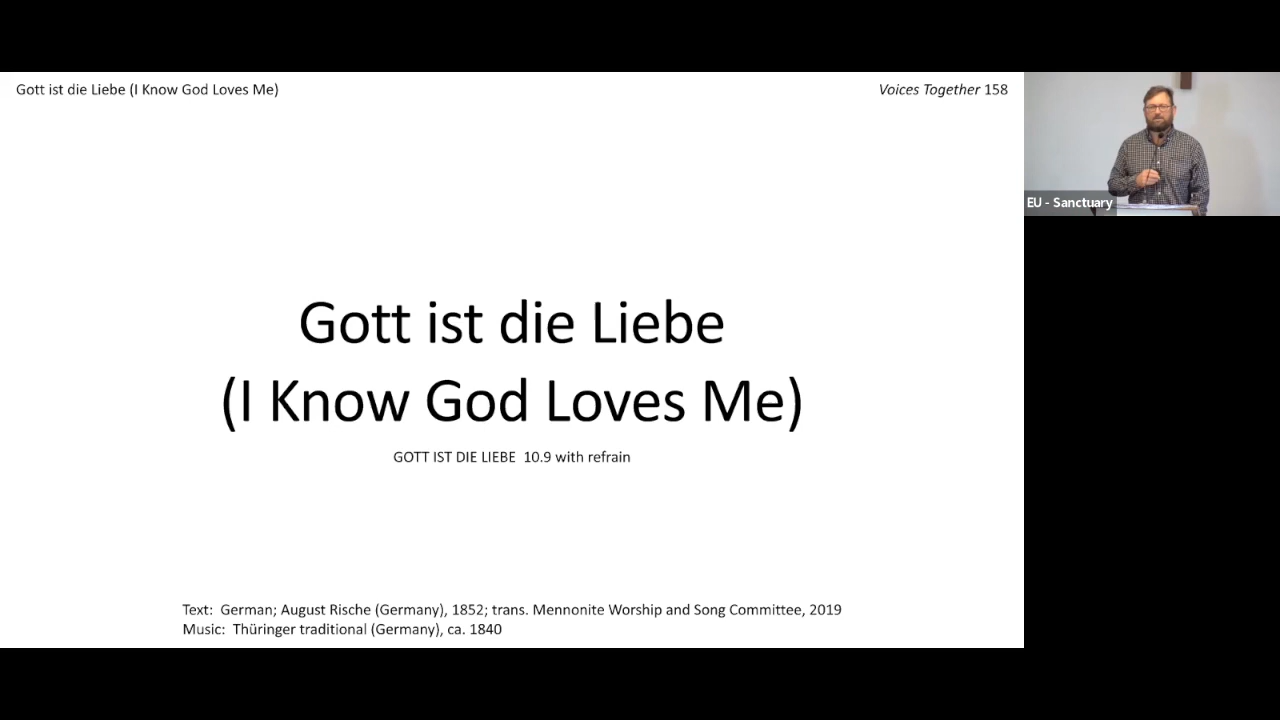 Gott ist die Liebe (I Know God Loves Me)
Voices Together 158
EU - Sanctuary
Gott ist die Liebe
(I Know God Loves Me)
GOTT IST DIE LIEBE 10.9 with refrain
Text: German; August Rische (Germany), 1852; trans. Mennonite Worship and Song Committee, 2019
Music: Thüringer traditional (Germany), ca. 1840